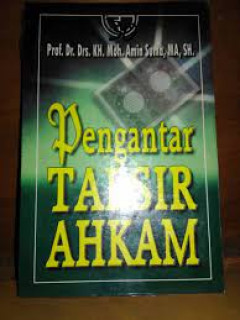 Prof. Dr. Drs. KH. Moh. Amin Suma, MA, SH.
Pengantar
TAFSIR
AHKAM